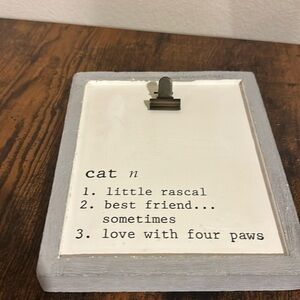 cat n
1. little rascal
2. best friend...
sometimes
3. love with four paws